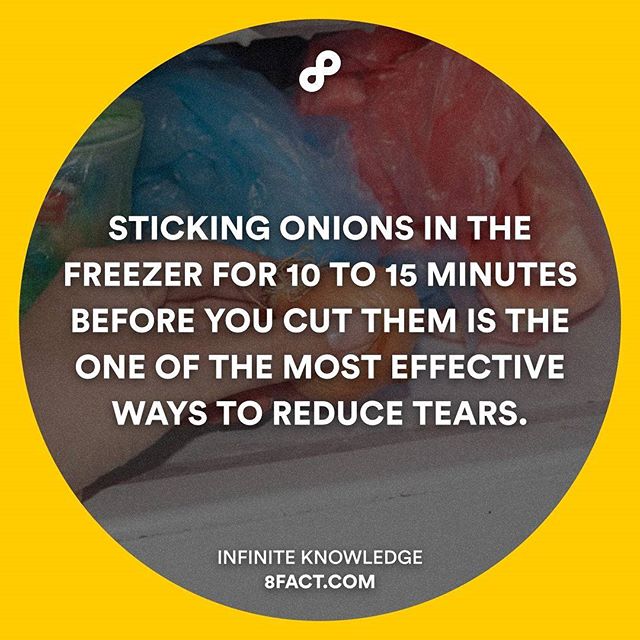 STICKING ONIONS IN THE
FREEZER FOR 10 TO 15 MINUTES
BEFORE YOU CUT THEM IS THE
ONE OF THE MOST EFFECTIVE
WAYS TO REDUCE TEARS.
INFINITE KNOWLEDGE
8FACT.COM